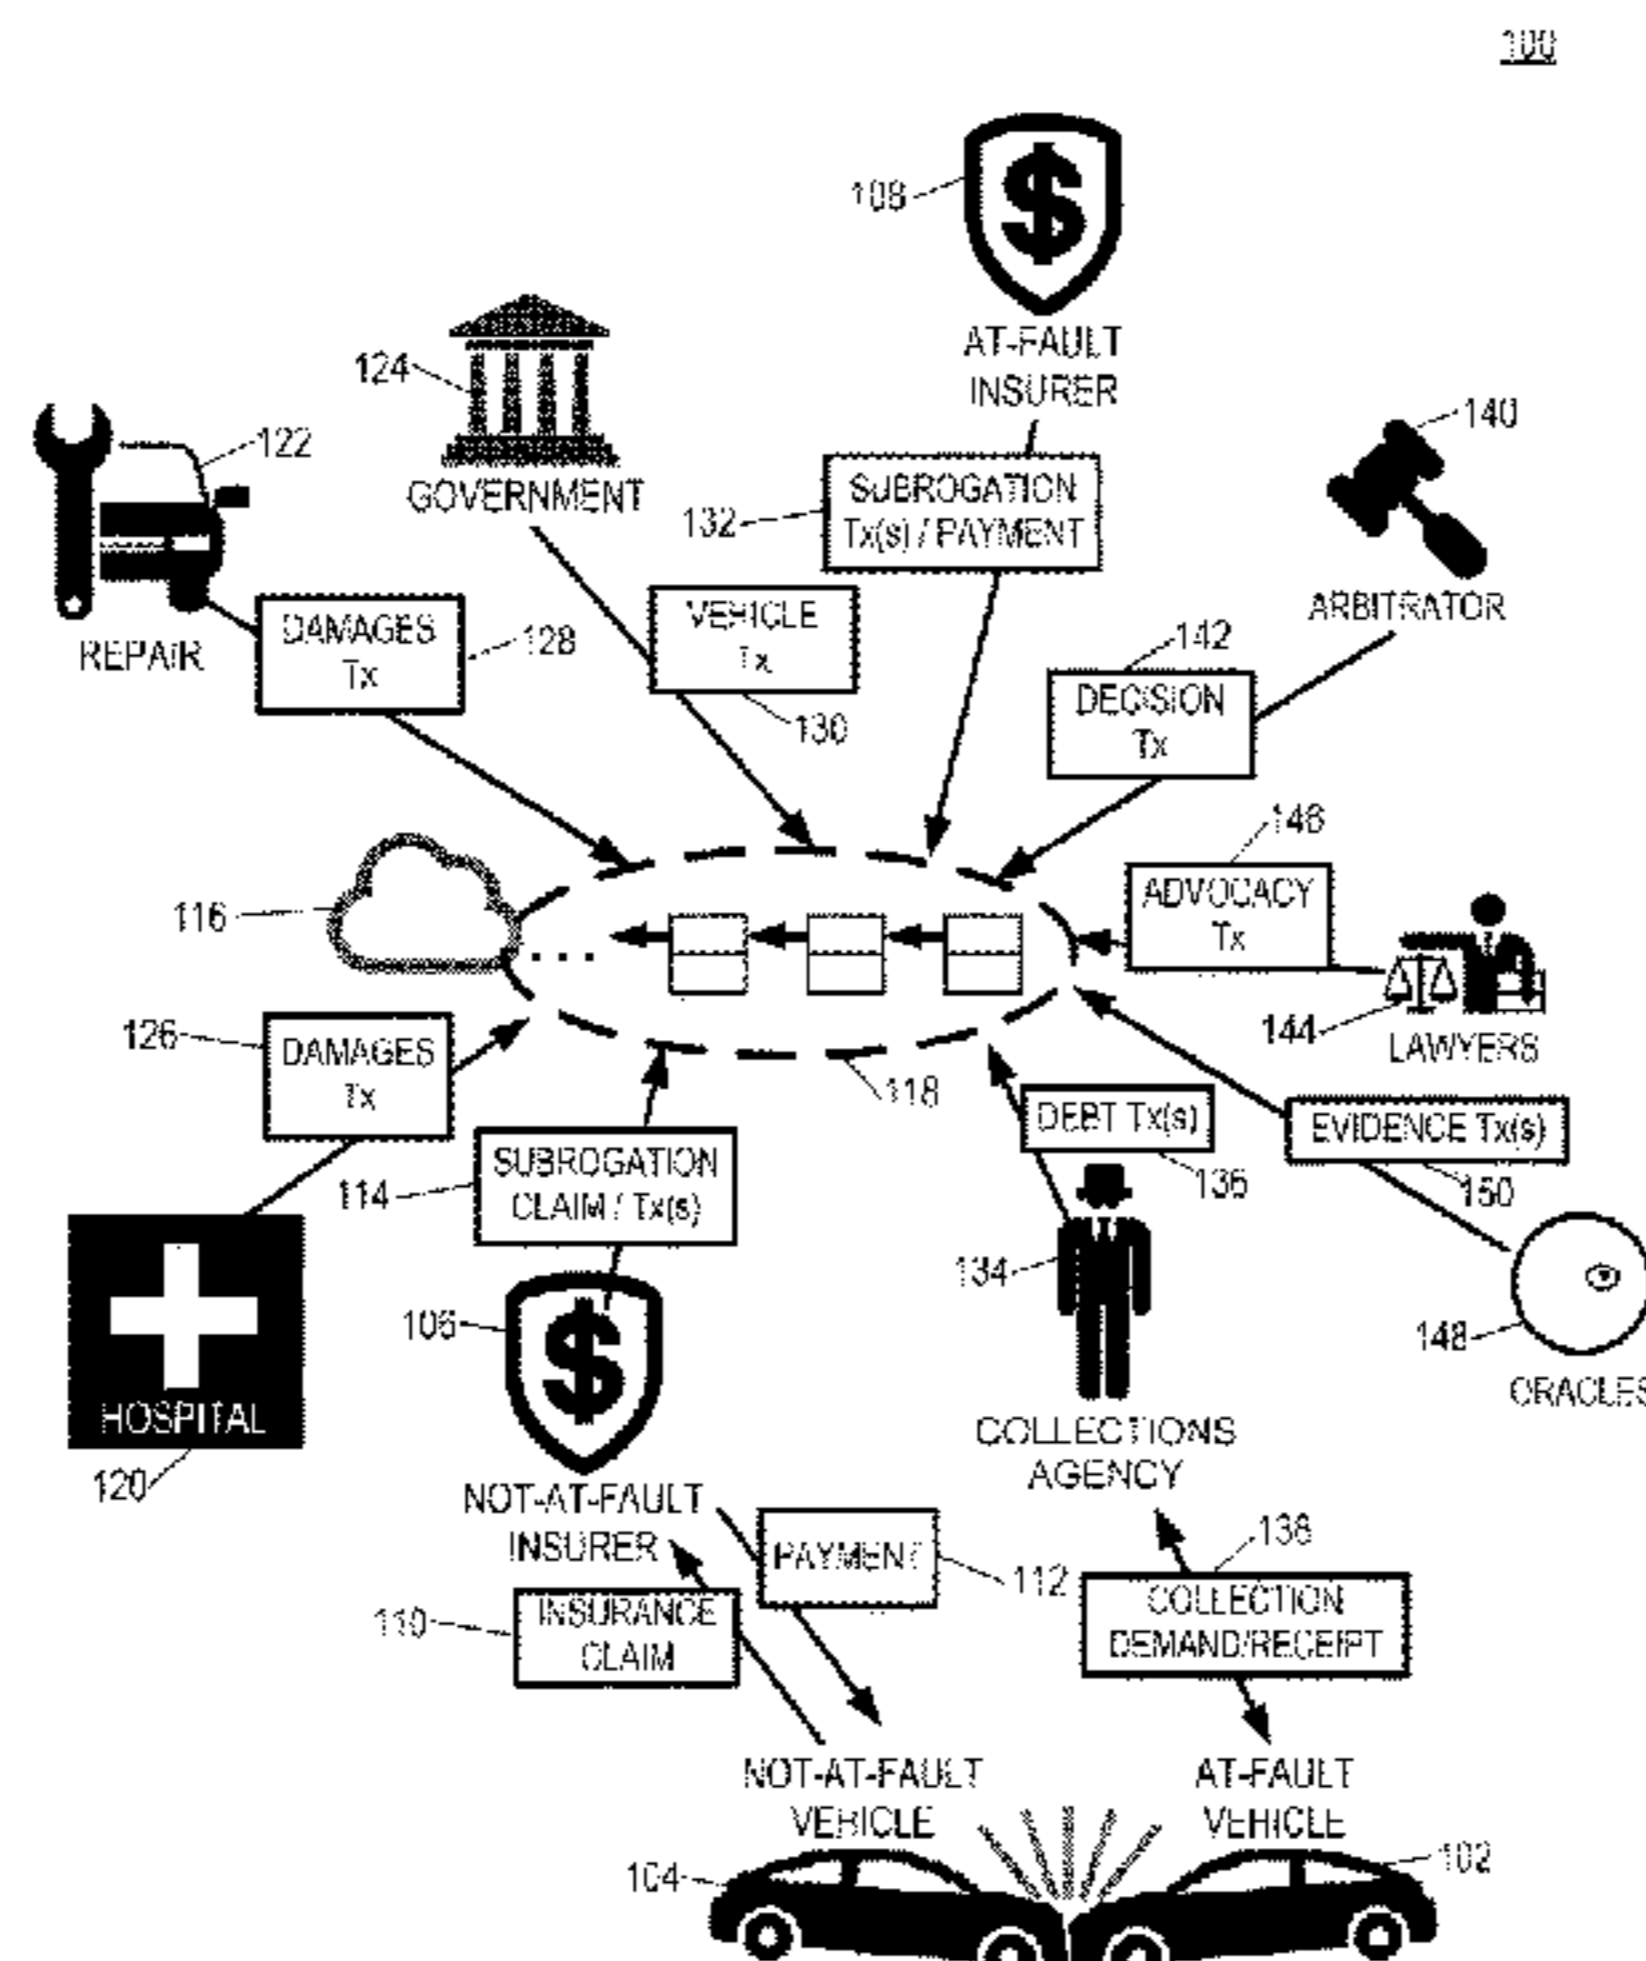 100
108
AT-FAULT
INSURER
124
GOVERNMENT
122
REPAIR
140
ARBITRATOR
132
SUBROGATION
Tx(s) / PAYMENT
VEHICLE
Tx
130
DAMAGES
Tx
128
142
DECISION
Tx
146
ADVOCACY
Tx
116
...
144
LAWYERS
126
DAMAGES
Tx
118
DEBT Tx(s)
136
EVIDENCE Tx(s)
150
114
SUBROGATION
CLAIM / Tx(s)
134
148
ORACLES
106
HOSPITAL
120
COLLECTIONS
AGENCY
NOT-AT-FAULT
INSURER
PAYMENT
112
138
COLLECTION
DEMAND/RECEIPT
110
INSURANCE
CLAIM
NOT-AT-FAULT
VEHICLE
AT-FAULT
VEHICLE
104
102